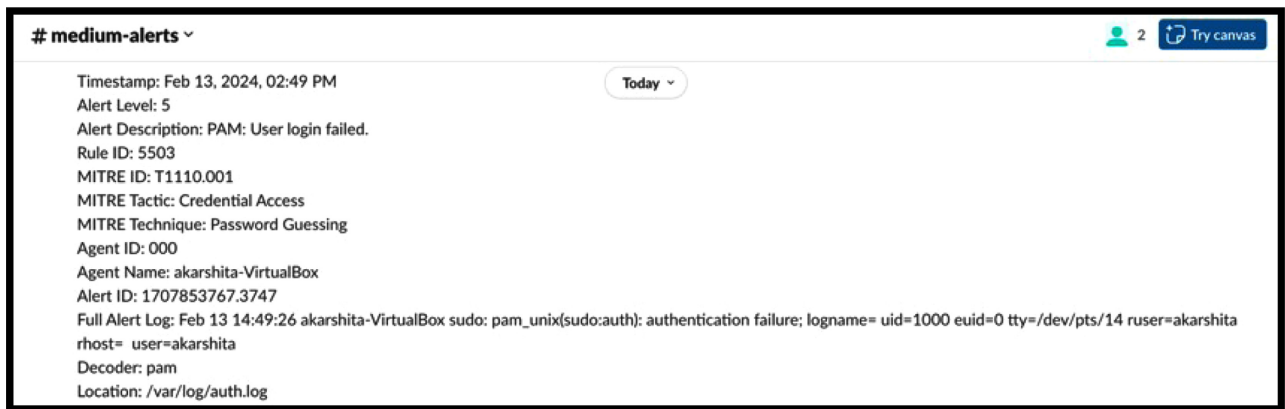 # medium-alerts
2
Try canvas
Timestamp: Feb 13, 2024, 02:49 PM
Today
Alert Level: 5
Alert Description: PAM: User login failed.
Rule ID: 5503
MITRE ID: T1110.001
MITRE Tactic: Credential Access
MITRE Technique: Password Guessing
Agent ID: 000
Agent Name: akarshita-VirtualBox
Alert ID: 1707853767.3747
Full Alert Log: Feb 13 14:49:26 akarshita-VirtualBox sudo: pam_unix(sudo:auth): authentication failure; logname= uid=1000 euid=0 tty=/dev/pts/14 ruser=akarshita
rhost=  user=akarshita
Decoder: pam
Location: /var/log/auth.log